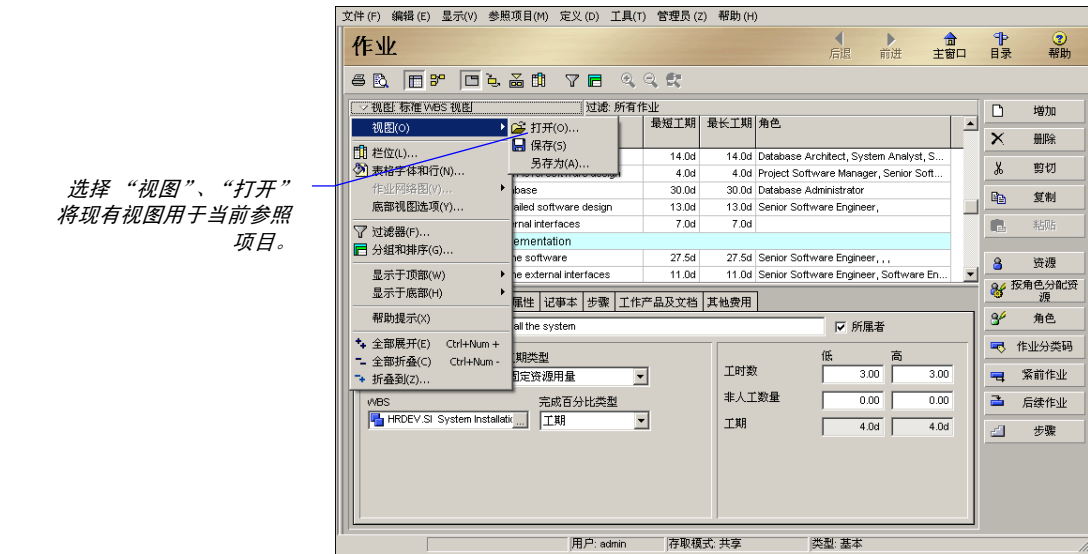 文件(F) 编辑(E) 显示(V) 参照项目(M) 定义(D) 工具(T) 管理员(Z) 帮助(H)
作业
后退 前进 主窗口 目录 帮助
视图: 标准 WBS 视图 过滤: 所有作业
最短工期 最长工期 角色
14.0d 14.0d Database Architect, System Analyst, S...
4.0d 4.0d Project Software Manager, Senior Soft...
30.0d 30.0d Database Administrator
ailed software design 13.0d 13.0d Senior Software Engineer,
rnal interfaces 7.0d 7.0d
ementation
ne software 27.5d 27.5d Senior Software Engineer, , ,
ne external interfaces 11.0d 11.0d Senior Software Engineer, Software En...
视图(O)
栏位(L)...
表格字体和行(N)...
作业网络图(V)...
底部视图选项(Y)...
过滤器(F)...
分组和排序(G)...
显示于顶部(W)
显示于底部(H)
帮助提示(X)
全部展开(E) Ctrl+Num +
全部折叠(C) Ctrl+Num -
折叠到(Z)...
打开(O)...
保存(S)
另存为(A)...
选择 “视图”、“打开”
将现有视图用于当前参照
项目。
属性 记事本 步骤 工作产品及文档 其他费用
all the system 所属者
期类型
固定资源用量
WBS 完成百分比类型
HRDEV.SI System Installatic ... 工期
低 高
工时数 3.00 3.00
非人工数量 0.00 0.00
工期 4.0d 4.0d
增加
删除
剪切
复制
粘贴
资源
按角色分配资
源
角色
作业分类码
紧前作业
后续作业
步骤
用户: admin 存取模式: 共享 类型: 基本